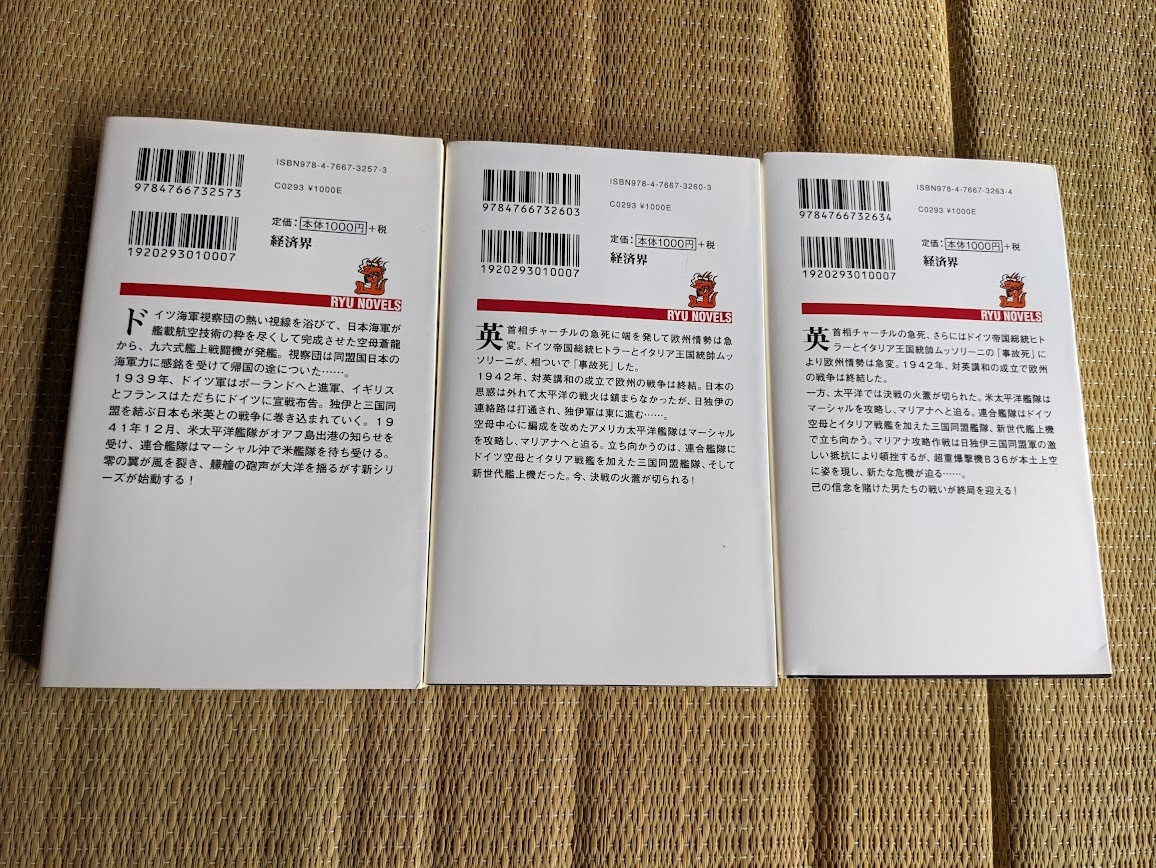 ISBN978-4-7667-3257-3
9784766732573
C0293 ¥1000E
定価：本体1000円+税
1920293010007
経済界
RYU NOVELS
ドイツ海軍視察団の熱い視線を浴びて、日本海軍が
艦載航空技術の粋を尽くして完成させた空母蒼龍
から、九六式艦上戦闘機が発艦。視察団は同盟国日本の
海軍力に感銘を受けて帰国の途についた……。
1939年、ドイツ軍はポーランドへと進軍、イギリス
とフランスはただちにドイツに宣戦布告。独伊と三国同
盟を結ぶ日本も米英との戦争に巻き込まれていく。19
41年12月、米太平洋艦隊がオアフ島出港の知らせを
受け、連合艦隊はマーシャル沖で米艦隊を待ち受ける。
零の翼が風を裂き、艨艟の砲声が大洋を揺るがす新シリ
ーズが始動する！
ISBN978-4-7667-3260-3
9784766732603
C0293 ¥1000E
定価：本体1000円+税
1920293010007
経済界
RYU NOVELS
英首相チャーチルの急死に端を発して欧州情勢は急
変。ドイツ帝国総統ヒトラーとイタリア王国統帥ムッ
ソリーニが、相ついで「事故死」した。
1942年、対英講和の成立で欧州の戦争は終結。日本の
思惑は外れて太平洋の戦火は鎮まらなかったが、日独伊の
連絡路は打通され、独伊軍は東に進む……。
空母中心に編成を改めたアメリカ太平洋艦隊はマーシャル
を攻略し、マリアナへと迫る。立ち向かうのは、連合艦隊に
ドイツ空母とイタリア戦艦を加えた三国同盟艦隊、そして
新世代艦上機だった。今、決戦の火蓋が切られる！
ISBN978-4-7667-3263-4
9784766732634
C0293 ¥1000E
定価：本体1000円+税
1920293010007
経済界
RYU NOVELS
英首相チャーチルの急死、さらにはドイツ帝国総統ヒト
ラーとイタリア王国統帥ムッソリーニの「事故死」に
より欧州情勢は急変。1942年、対英講和の成立で欧州
の戦争は終結した。
一方、太平洋では決戦の火蓋が切られた。米太平洋艦隊は
マーシャルを攻略し、マリアナへと迫る。連合艦隊はドイツ
空母とイタリア戦艦を加えた三国同盟艦隊、新世代艦上機
で立ち向かう。マリアナ攻略作戦は日独伊三国同盟軍の激
しい抵抗により頓挫するが、超重爆撃機B36が本土上空
に姿を現し、新たな危機が迫る……。
己の信念を賭けた男たちの戦いが終局を迎える！